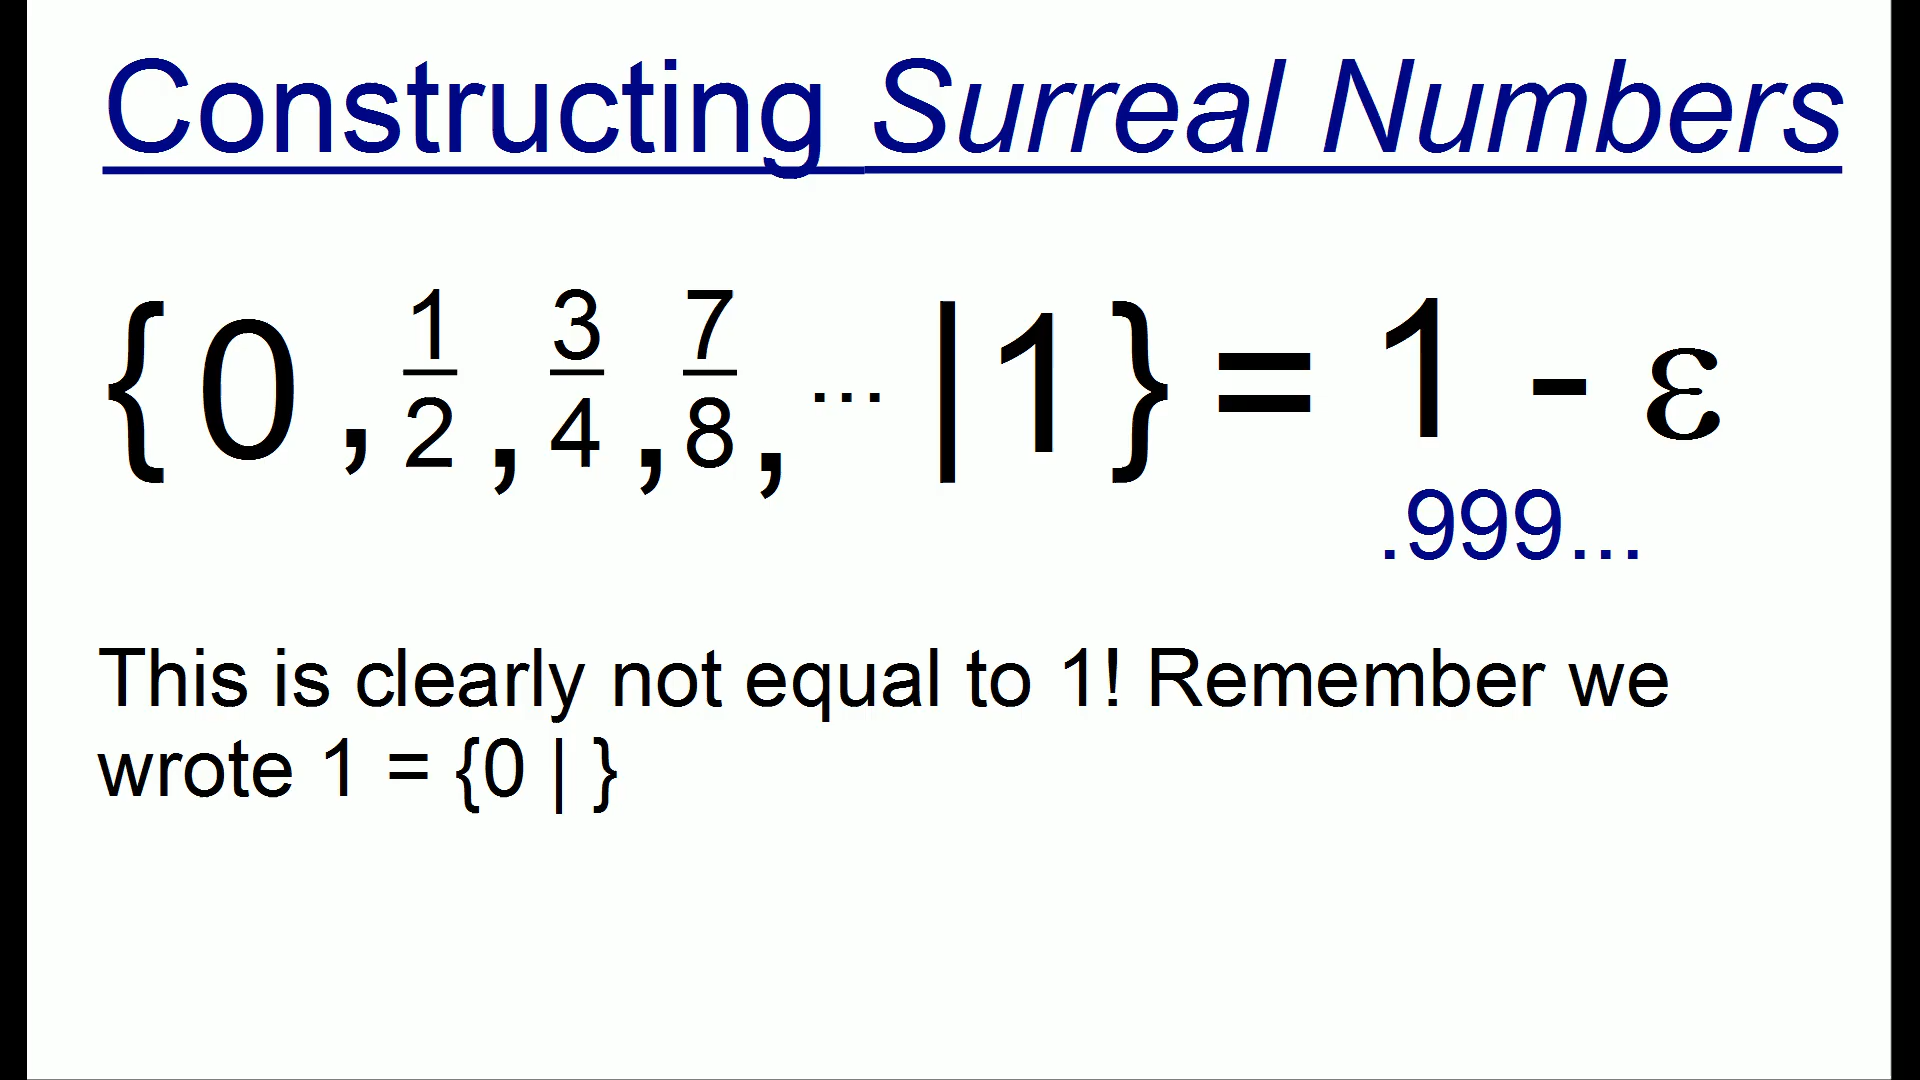 Constructing Surreal Numbers
{0, 1/2, 3/4, 7/8, ... |1} = 1 - ε
.999...
This is clearly not equal to 1! Remember we
wrote 1 = {0 | }